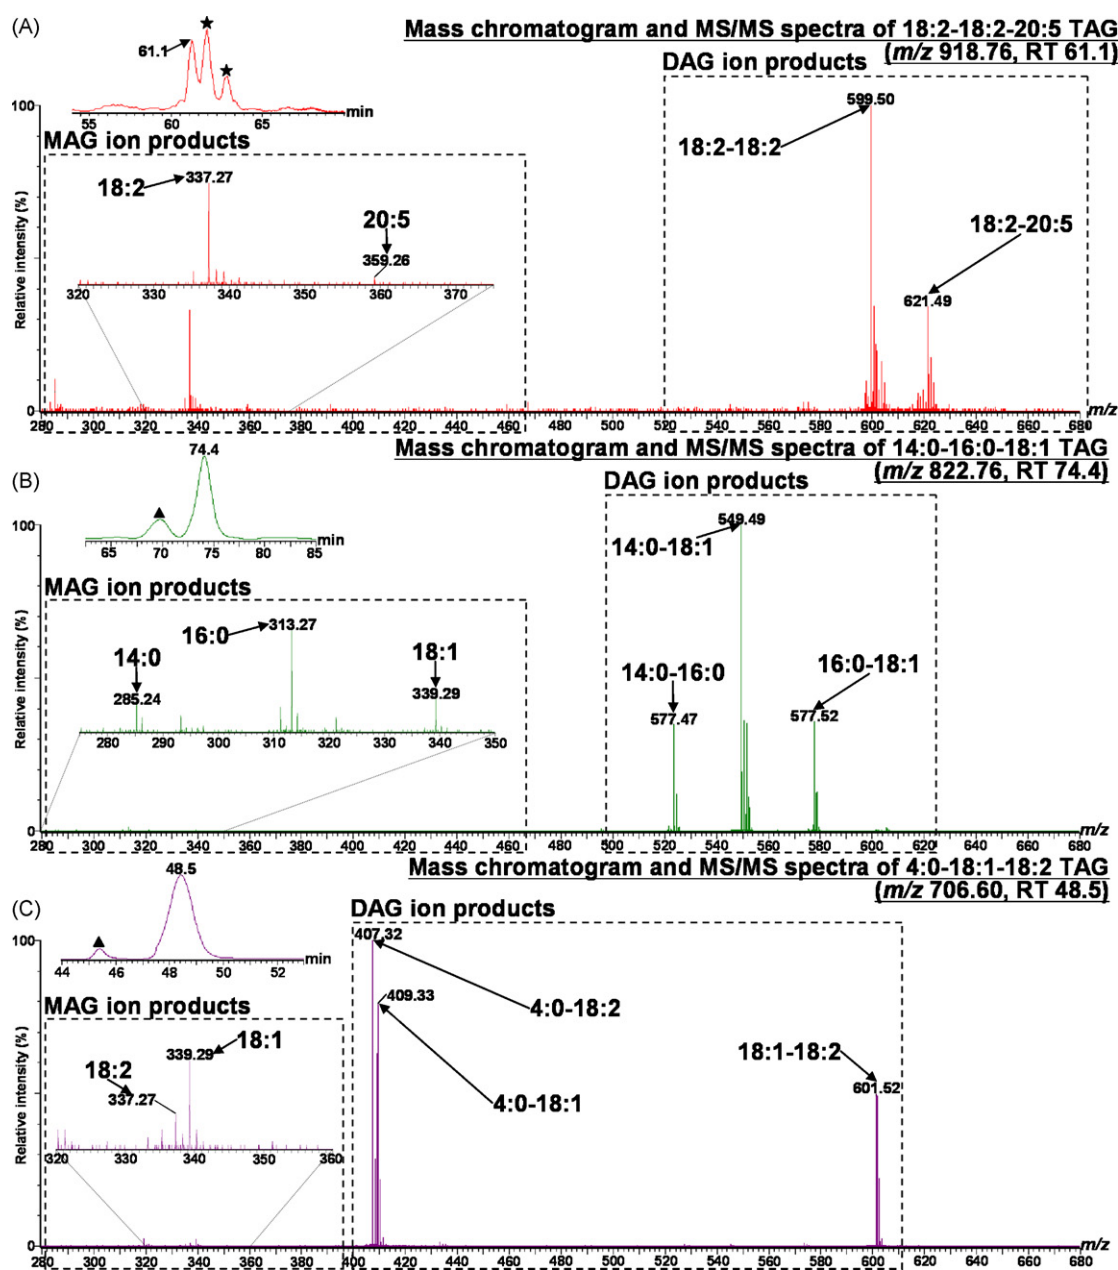 (A)
Mass chromatogram and MS/MS spectra of 18:2-18:2-20:5 TAG
(m/z 918.76, RT 61.1)
61.1
55 60 65 min
DAG ion products
MAG ion products
18:2
337.27
20:5
359.26
320 330 340 350 360 370
18:2-18:2
599.50
18:2-20:5
621.49
100
Relative intensity (%)
0
280 300 320 340 360 380 400 420 440 460 480 500 520 540 560 580 600 620 640 660 680 m/z
(B)
Mass chromatogram and MS/MS spectra of 14:0-16:0-18:1 TAG
(m/z 822.76, RT 74.4)
74.4
65 70 75 80 85 min
DAG ion products
MAG ion products
14:0
285.24
16:0
313.27
18:1
339.29
280 290 300 310 320 330 340 350
14:0-18:1
549.49
14:0-16:0
577.47
16:0-18:1
577.52
100
Relative intensity (%)
0
280 300 320 340 360 380 400 420 440 460 480 500 520 540 560 580 600 620 640 660 680 m/z
(C)
Mass chromatogram and MS/MS spectra of 4:0-18:1-18:2 TAG
(m/z 706.60, RT 48.5)
48.5
44 46 48 50 52 min
DAG ion products
MAG ion products
18:2
337.27
339.29
18:1
320 330 340 350 360
407.32
4:0-18:2
409.33
4:0-18:1
18:1-18:2
601.52
100
Relative intensity (%)
0
280 300 320 340 360 380 400 420 440 460 480 500 520 540 560 580 600 620 640 660 680 m/z